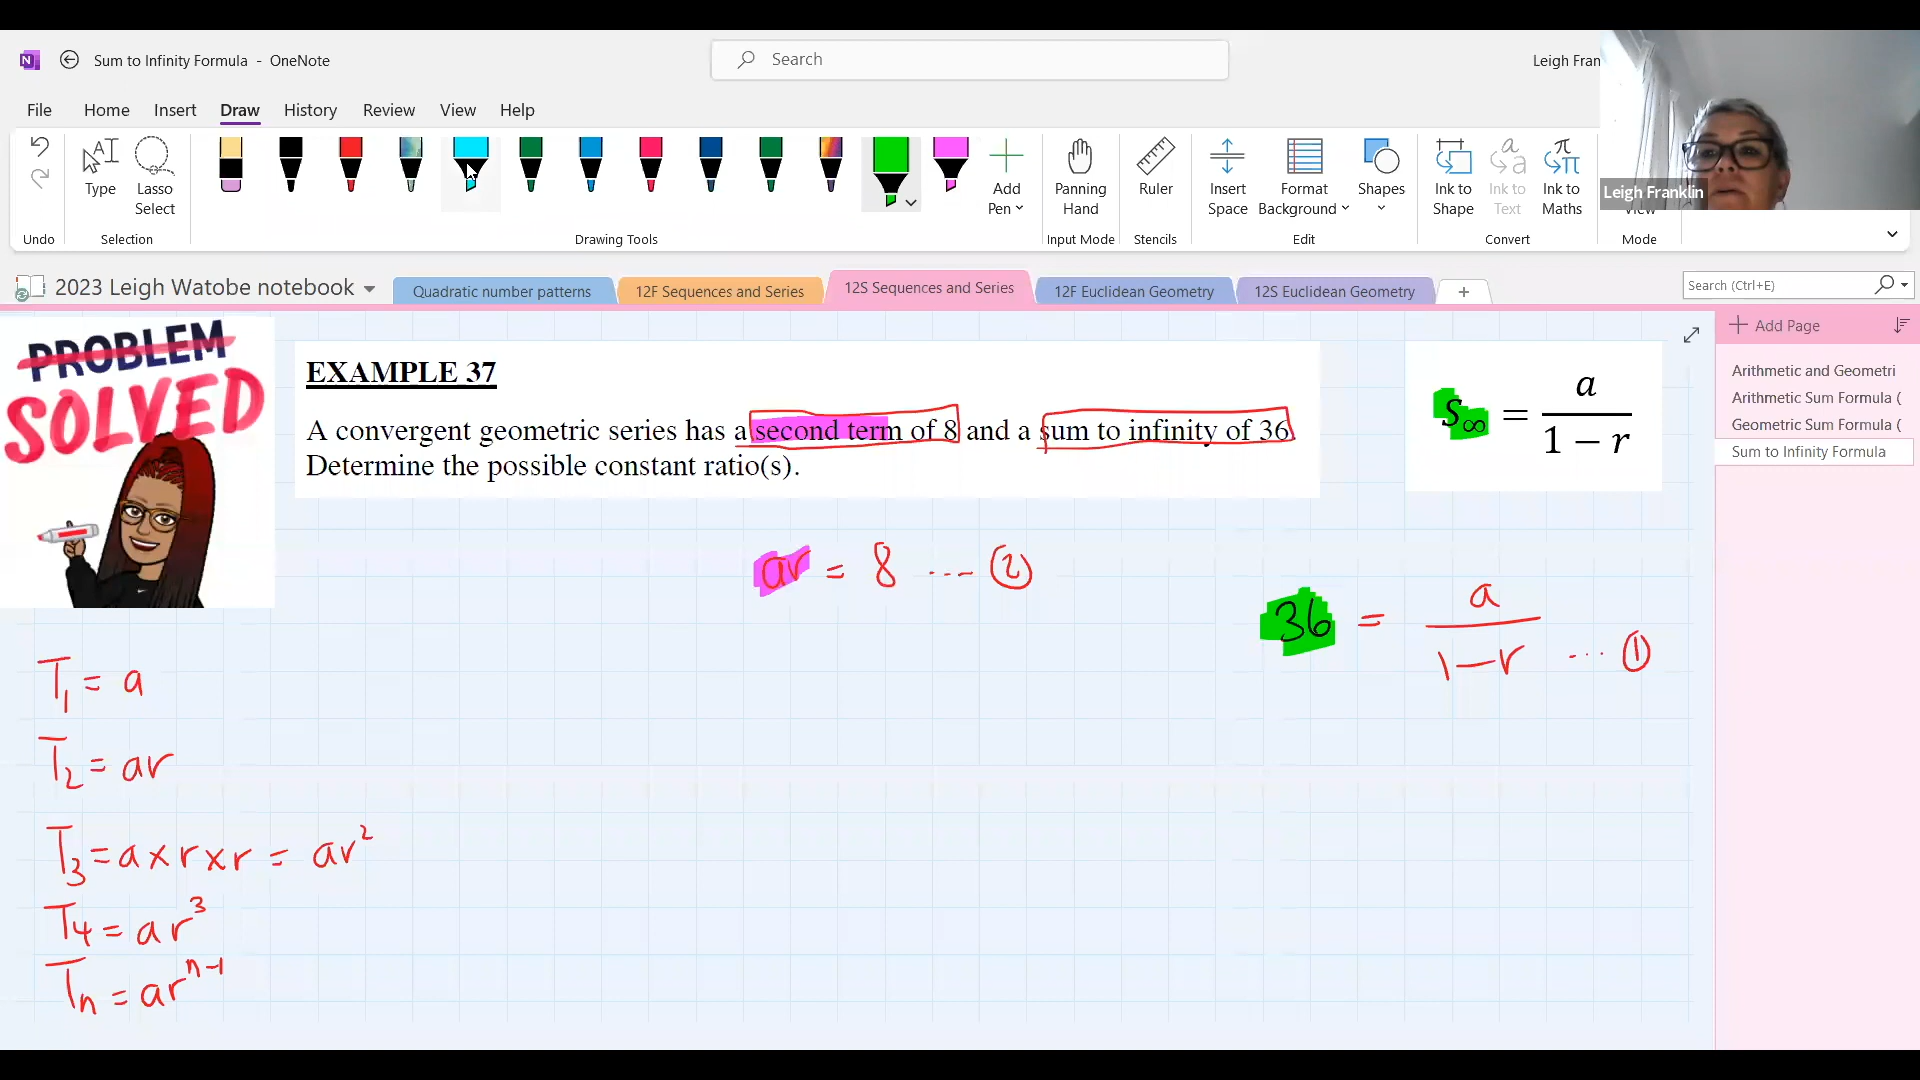 Sum to Infinity Formula - OneNote
Search
Leigh Fran
File Home Insert Draw History Review View Help
Type
Lasso Select
Add Pen
Panning Hand
Ruler
Insert Space
Format Background
Shapes
Ink to Shape
Ink to Text
Ink to Maths
View
Leigh Franklin
Undo Selection Drawing Tools Input Mode Stencils Edit Convert Mode
2023 Leigh Watobe notebook
Quadratic number patterns
12F Sequences and Series
12S Sequences and Series
12F Euclidean Geometry
12S Euclidean Geometry
Search (Ctrl+E)
Add Page
Arithmetic and Geometri
Arithmetic Sum Formula (
Geometric Sum Formula (
Sum to Infinity Formula
PROBLEM
SOLVED
EXAMPLE 37
A convergent geometric series has a second term of 8 and a sum to infinity of 36.
Determine the possible constant ratio(s).
S∞ = a / (1 − r)
ar = 8 .... ②
36 = a / (1 − r) ... ①
T₁ = a
T₂ = ar
T₃ = a × r × r = ar²
T₄ = ar³
Tₙ = arⁿ⁻¹